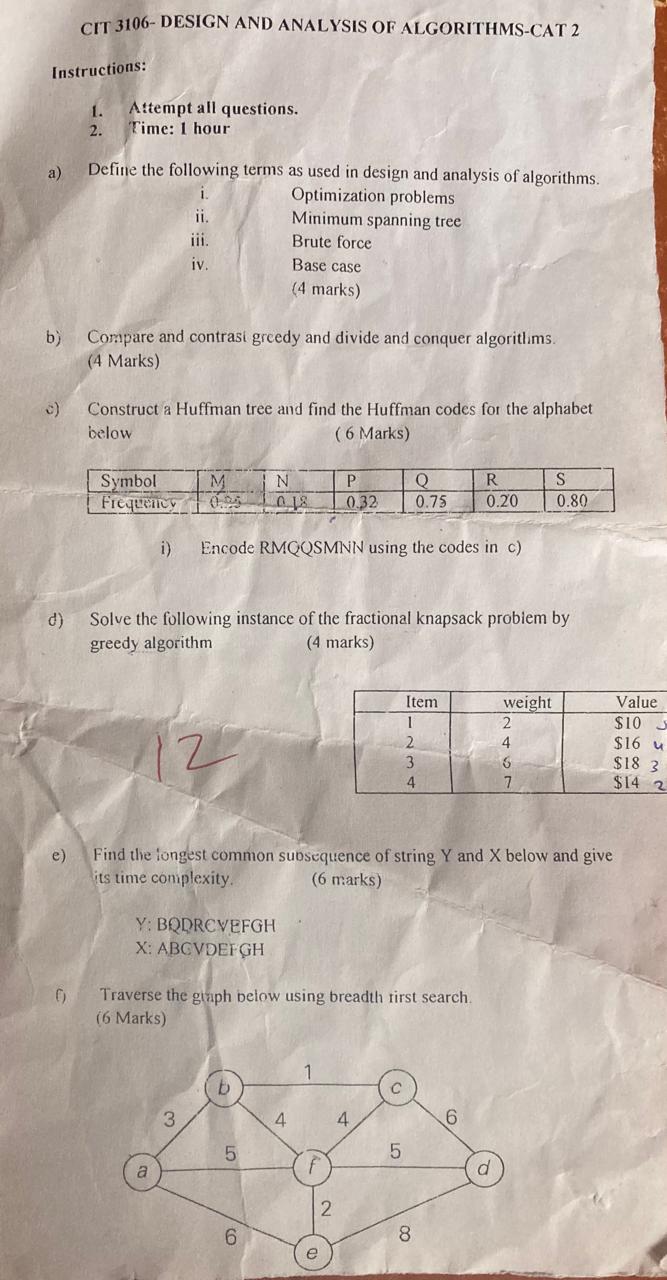 CIT 3106- DESIGN AND ANALYSIS OF ALGORITHMS-CAT 2
Instructions:
1. Attempt all questions.
2. Time: 1 hour
a) Define the following terms as used in design and analysis of algorithms.
i. Optimization problems
ii. Minimum spanning tree
iii. Brute force
iv. Base case
(4 marks)
b) Compare and contrast greedy and divide and conquer algorithms.
(4 Marks)
c) Construct a Huffman tree and find the Huffman codes for the alphabet
below ( 6 Marks)
Symbol M N P Q R S
Frequency 0.18 0.32 0.75 0.20 0.80
i) Encode RMQQSMNN using the codes in c)
d) Solve the following instance of the fractional knapsack problem by
greedy algorithm (4 marks)
Item weight Value
1 2 $10
2 4 $16 4
3 6 $18 3
4 7 $14 2
12
e) Find the longest common subsequence of string Y and X below and give
its time complexity. (6 marks)
Y: BQDRCVEFGH
X: ABCVDEFGH
f) Traverse the graph below using breadth first search.
(6 Marks)
1
b c
3 4 4 6
5 5
a f d
2
6 8
e